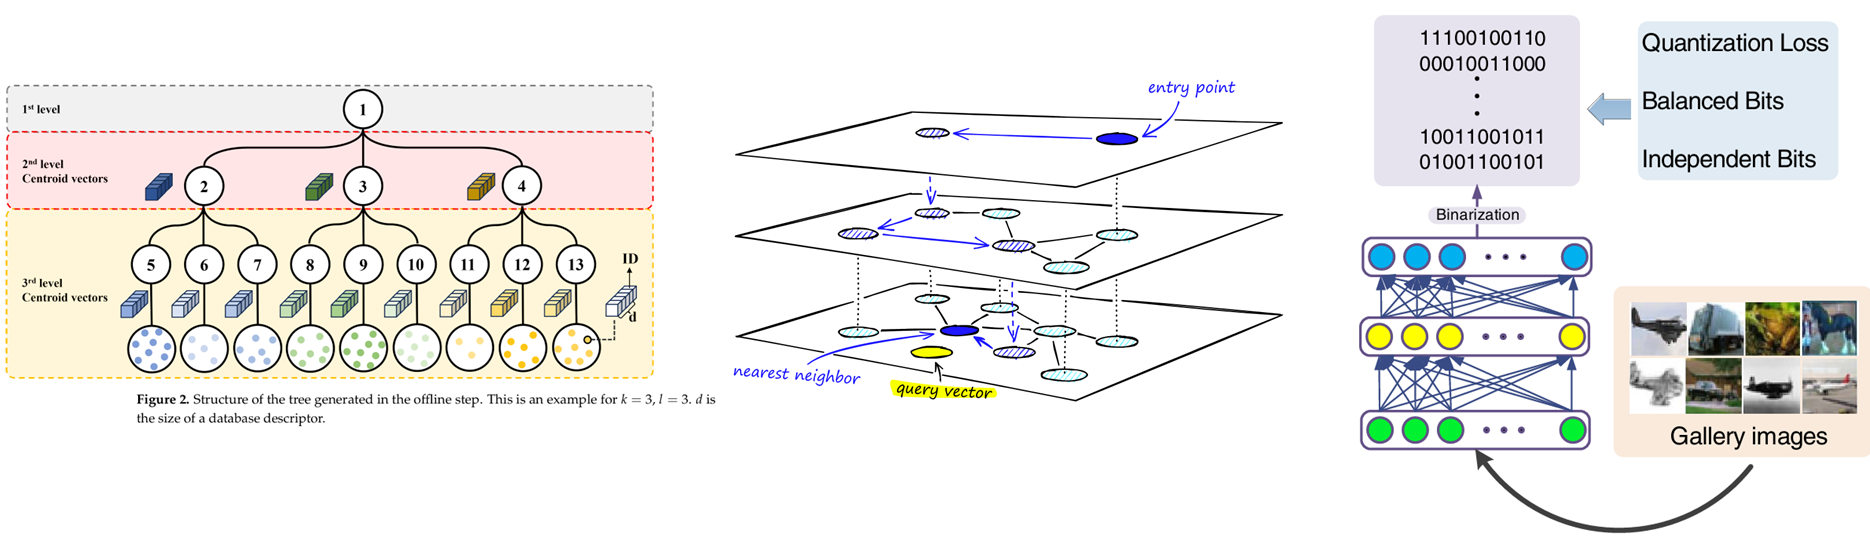 1st level
1
2nd level
Centroid vectors
2
3
4
3rd level
Centroid vectors
5
6
7
8
9
10
11
12
13
ID
d
Figure 2. Structure of the tree generated in the offline step. This is an example for k = 3, l = 3. d is
the size of a database descriptor.
entry point
nearest neighbor
query vector
11100100110
00010011000
10011001011
01001100101
Quantization Loss
Balanced Bits
Independent Bits
Binarization
Gallery images